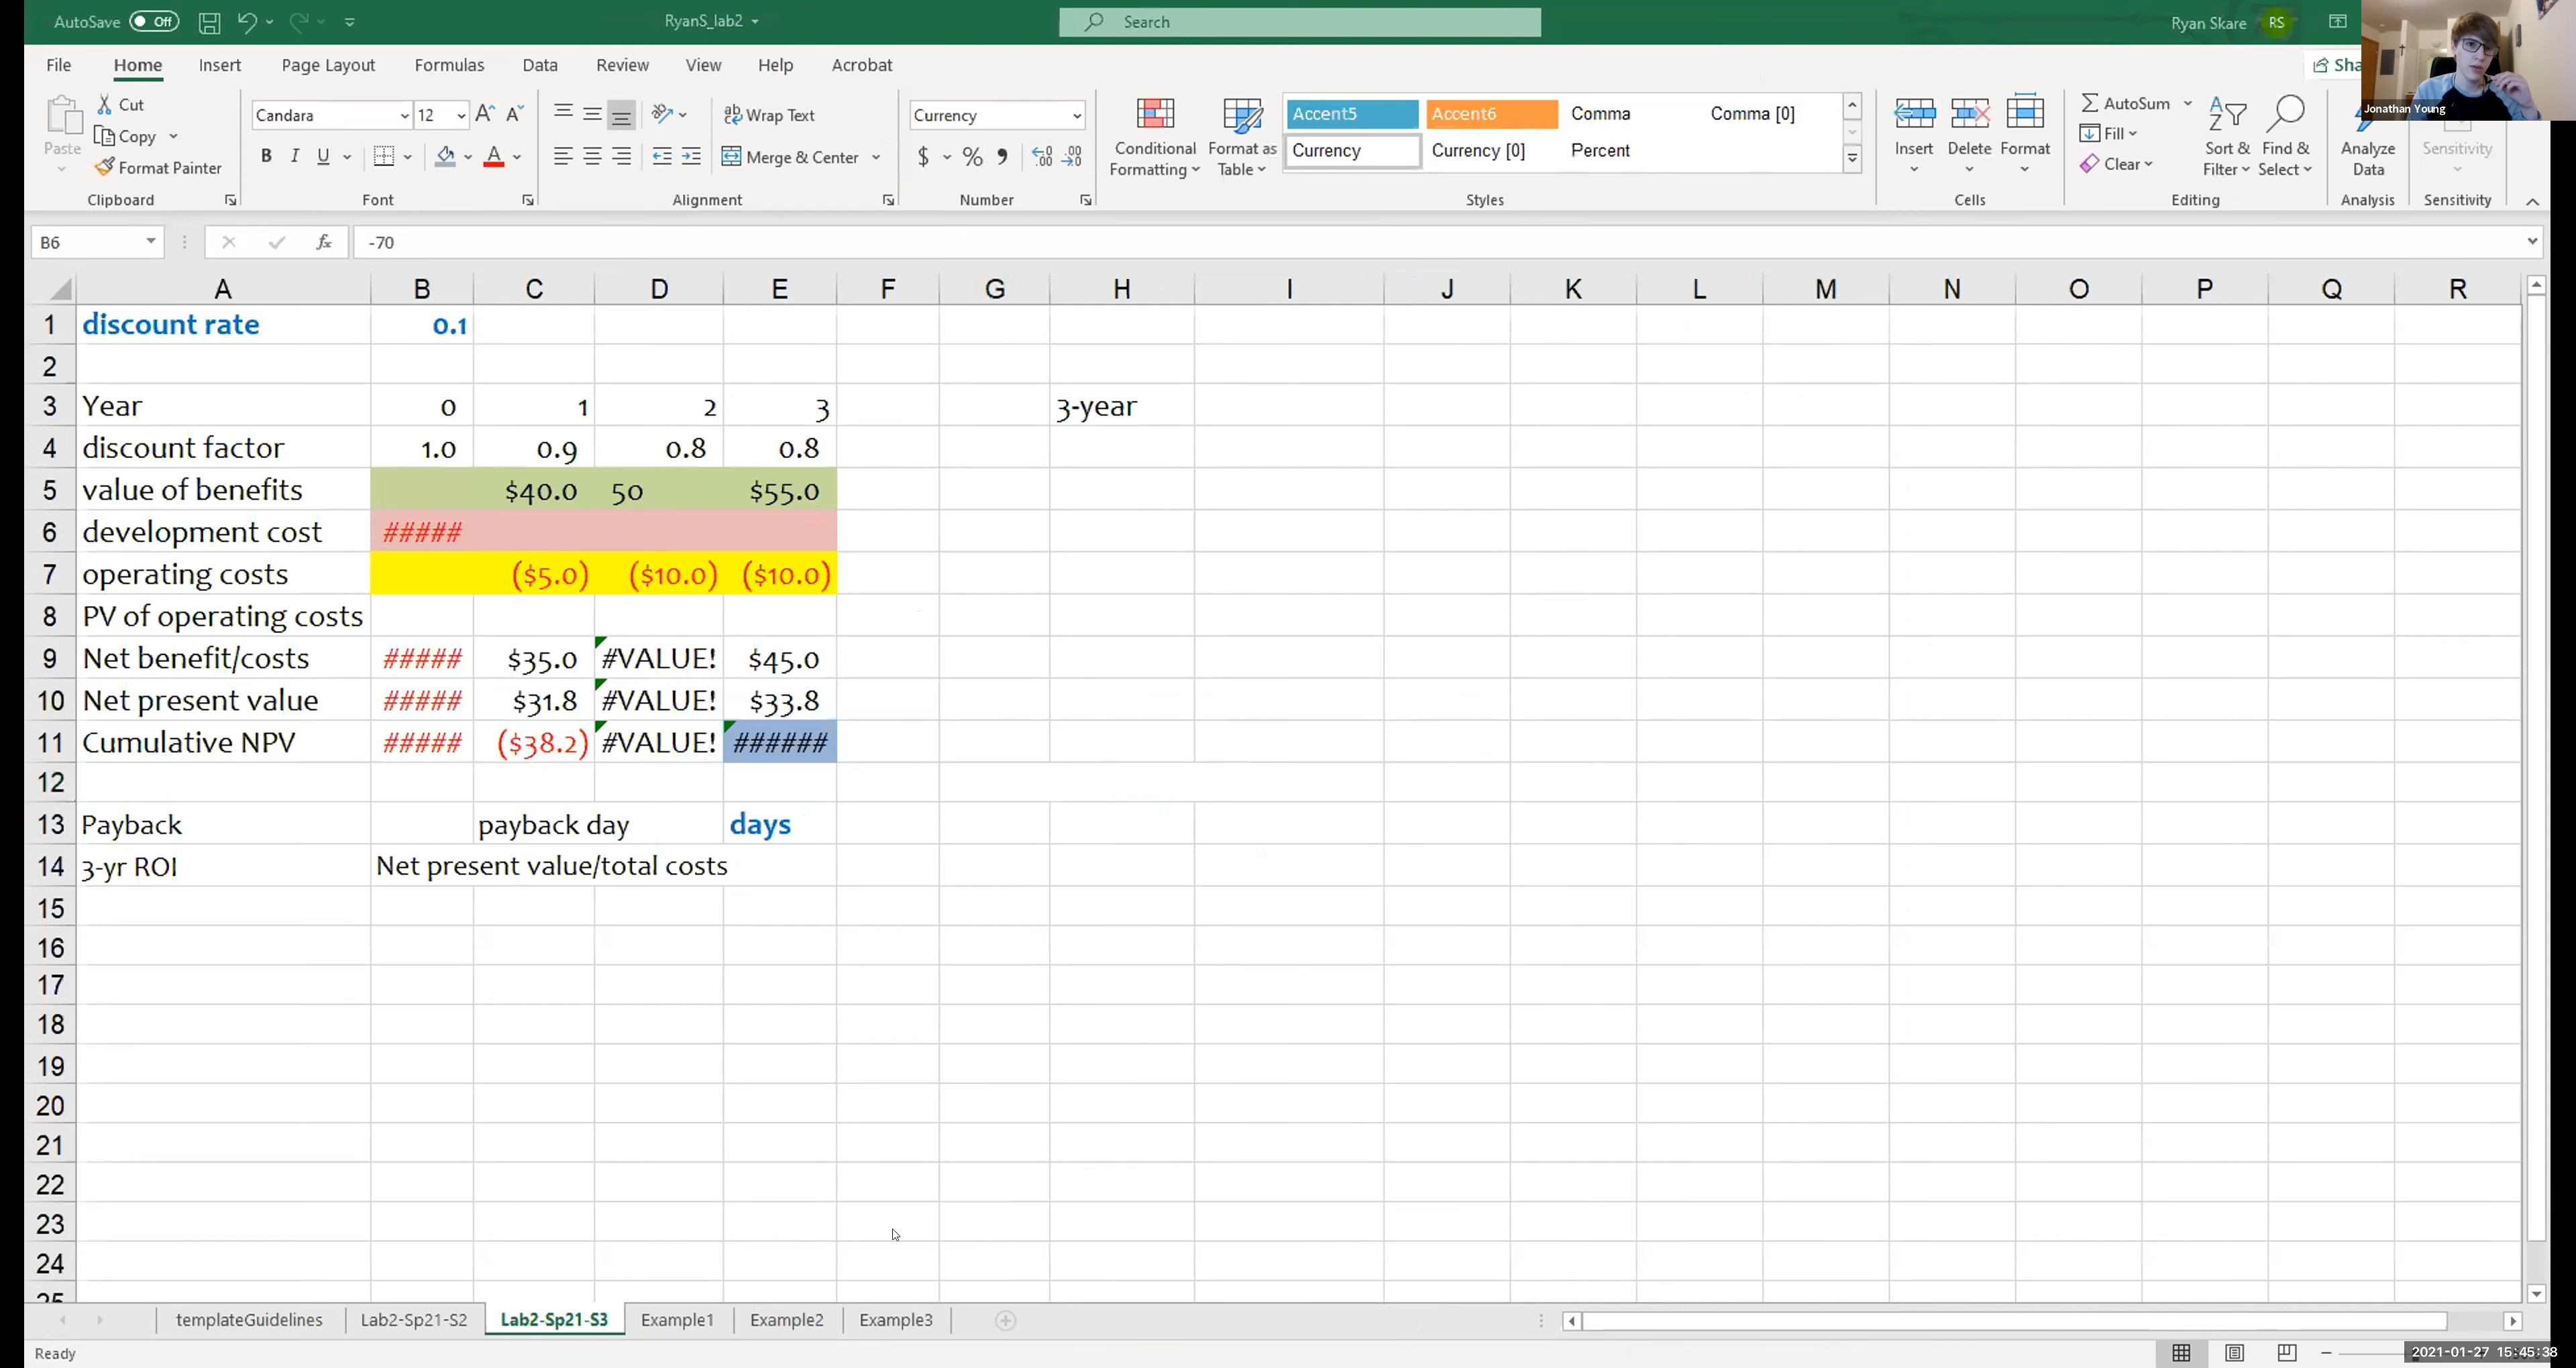 AutoSave Off RyanS_lab2 Search Ryan Skare RS
File Home Insert Page Layout Formulas Data Review View Help Acrobat Sha
Jonathan Young
Paste Cut Copy Format Painter Clipboard
Candara 12 B I U Font
Wrap Text Merge & Center Alignment
Currency $ % Number
Conditional Formatting Format as Table
Accent5 Accent6 Comma Comma [0]
Currency Currency [0] Percent
Styles
Insert Delete Format Cells
AutoSum Fill Clear Sort & Filter Find & Select Editing
Analyze Data Analysis
Sensitivity Sensitivity
B6 fx -70
A B C D E F G H I J K L M N O P Q R
1 discount rate 0.1
2
3 Year 0 1 2 3 3-year
4 discount factor 1.0 0.9 0.8 0.8
5 value of benefits $40.0 50 $55.0
6 development cost #####
7 operating costs ($5.0) ($10.0) ($10.0)
8 PV of operating costs
9 Net benefit/costs ##### $35.0 #VALUE! $45.0
10 Net present value ##### $31.8 #VALUE! $33.8
11 Cumulative NPV ##### ($38.2) #VALUE! ######
12
13 Payback payback day days
14 3-yr ROI Net present value/total costs
15
16
17
18
19
20
21
22
23
24
25
templateGuidelines Lab2-Sp21-S2 Lab2-Sp21-S3 Example1 Example2 Example3
Ready
2021-01-27 15:45:38